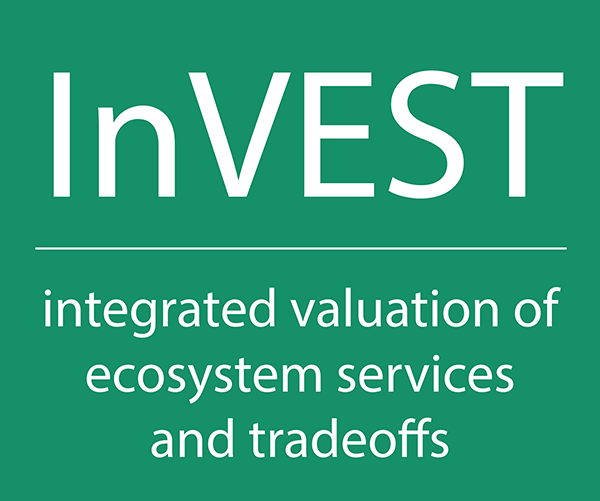 InVEST
integrated valuation of
ecosystem services
and tradeoffs